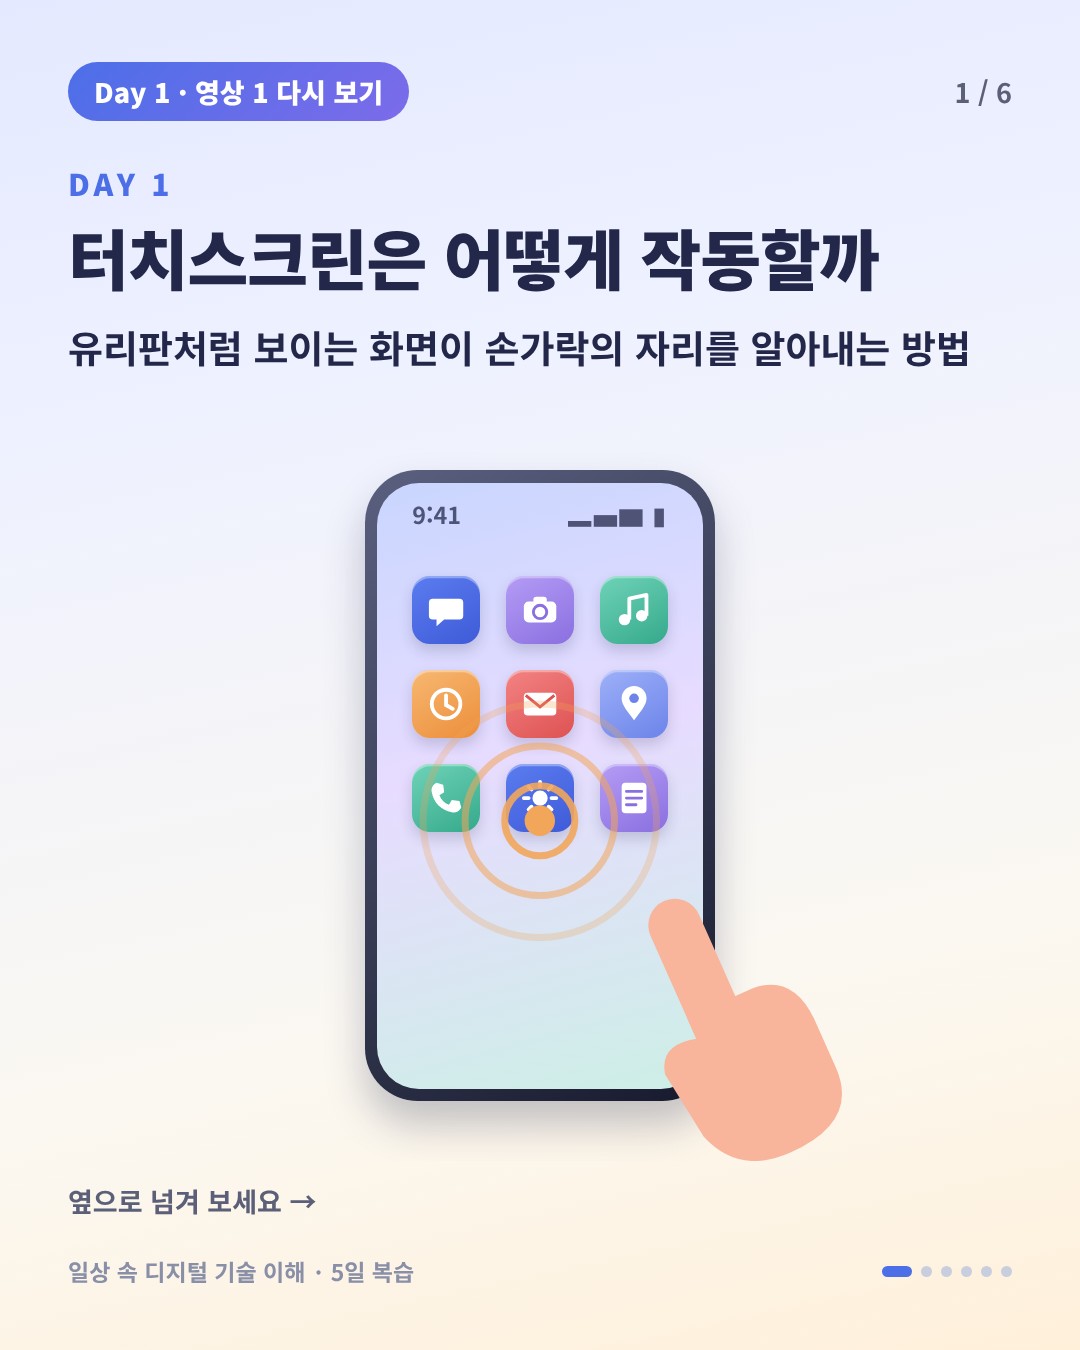 Day 1 · 영상 1 다시 보기
1 / 6
DAY 1
터치스크린은 어떻게 작동할까
유리판처럼 보이는 화면이 손가락의 자리를 알아내는 방법
9:41
옆으로 넘겨 보세요 →
일상 속 디지털 기술 이해 · 5일 복습